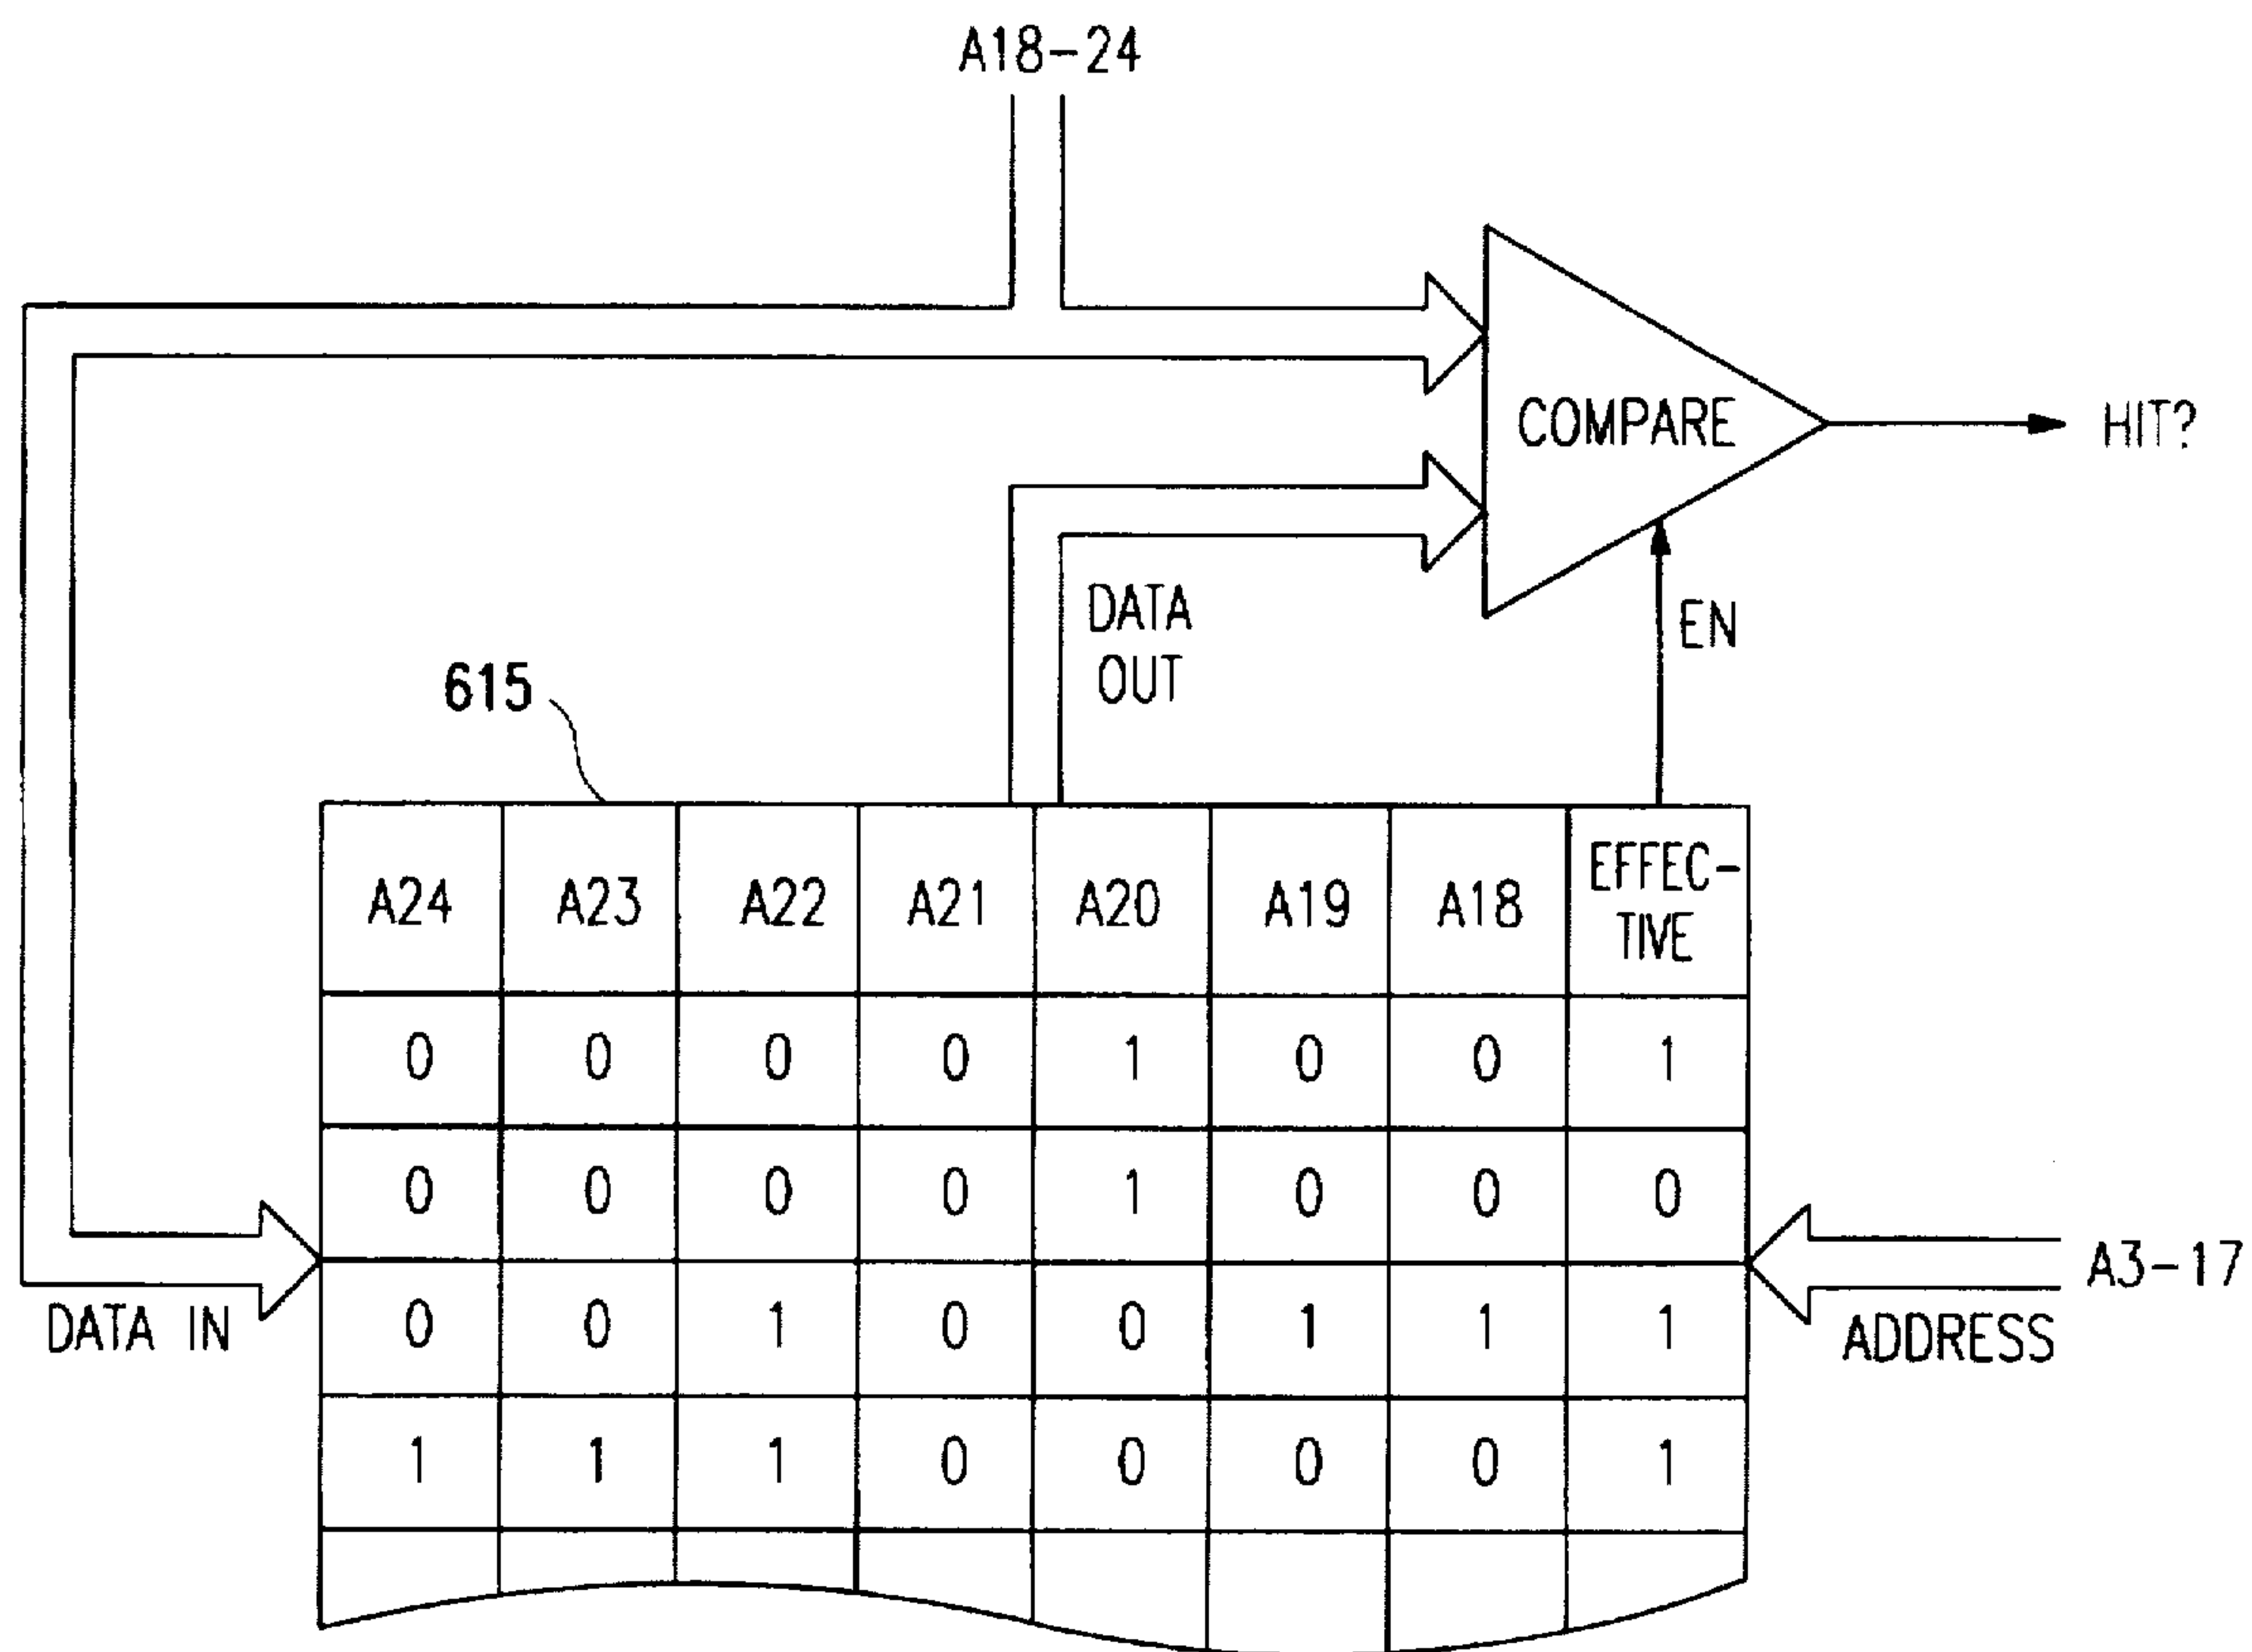 A18-24
COMPARE
HIT?
DATA
OUT
EN
615
A24 A23 A22 A21 A20 A19 A18 EFFEC-
TIVE
0 0 0 0 1 0 0 1
0 0 0 0 1 0 0 0
0 0 1 0 0 1 1 1
1 1 1 0 0 0 0 1
DATA IN
A3-17
ADDRESS